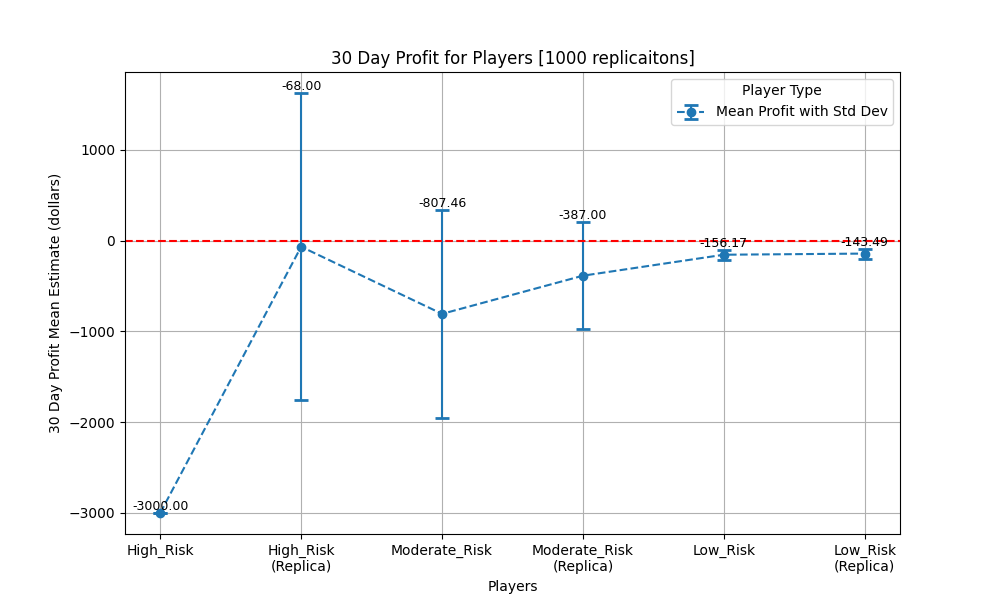 30 Day Profit for Players [1000 replicaitons]
Player Type
Mean Profit with Std Dev
30 Day Profit Mean Estimate (dollars)
1000
0
−1000
−2000
−3000
-3000.00
-68.00
-807.46
-387.00
-156.17
-143.49
High_Risk
High_Risk
(Replica)
Moderate_Risk
Moderate_Risk
(Replica)
Low_Risk
Low_Risk
(Replica)
Players